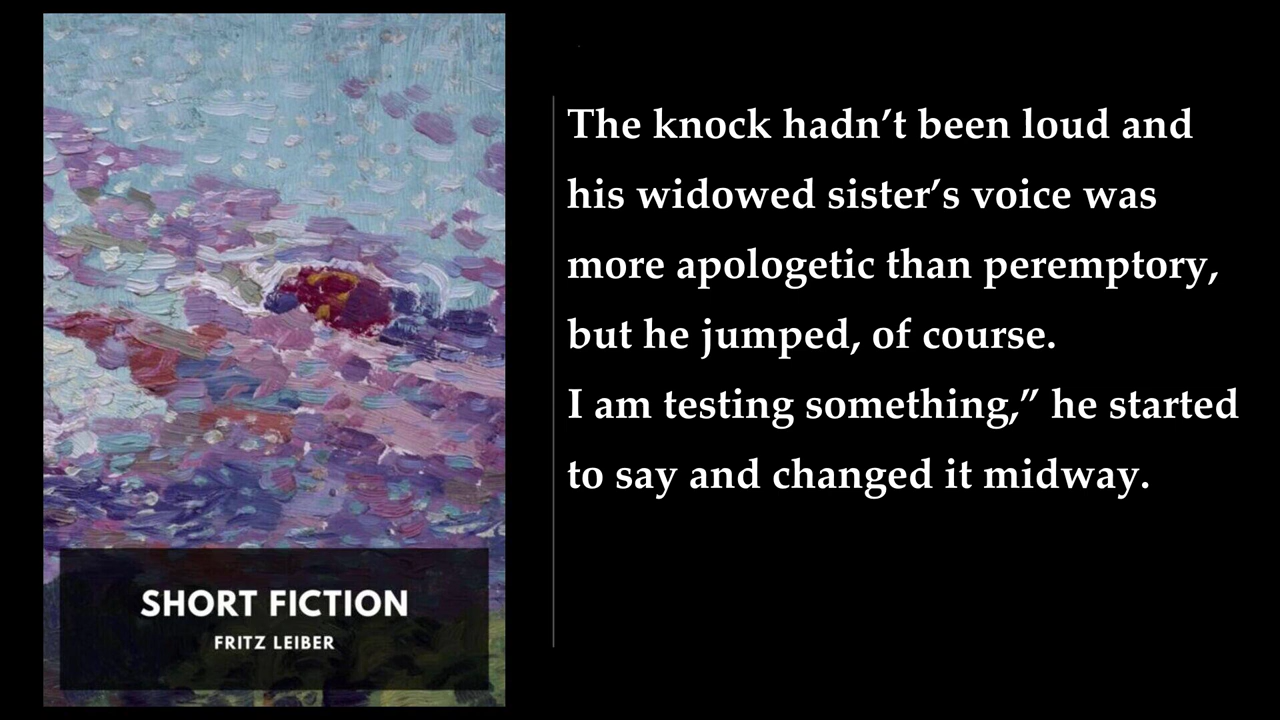 SHORT FICTION
FRITZ LEIBER
The knock hadn’t been loud and
his widowed sister’s voice was
more apologetic than peremptory,
but he jumped, of course.
I am testing something,” he started
to say and changed it midway.